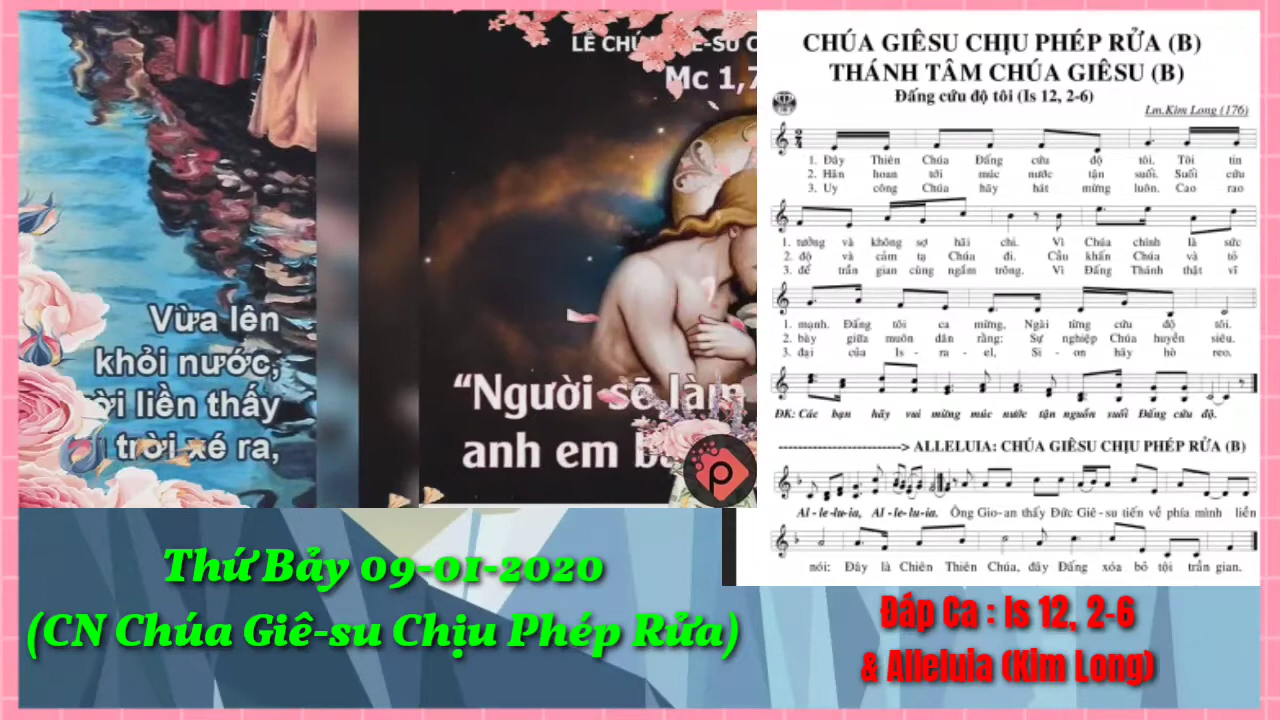 Vừa lên
khỏi nước,
liền thấy
trời xé ra,
LỄ CHÚA
Mc 1,7
“Người sẽ làm
anh em
CHÚA GIÊSU CHỊU PHÉP RỬA (B)
THÁNH TÂM CHÚA GIÊSU (B)
Đấng cứu độ tôi (Is 12, 2-6)
Lm.Kim Long (176)
2
4
1. Đây Thiên Chúa Đấng cứu độ tôi. Tôi tin
2. Hân hoan tới múc nước tận suối. Suối cứu
3. Uy công Chúa hãy hát mừng luôn. Cao rao
1. tưởng và không sợ hãi chi. Vì Chúa chính là sức
2. độ và cảm tạ Chúa đi. Cầu khấn Chúa và tỏ
3. để trần gian cùng ngắm trông. Vì Đấng Thánh thật vĩ
1. mạnh. Đấng tôi ca mừng, Ngài từng cứu độ tôi.
2. bày giữa muôn dân rằng: Sự nghiệp Chúa huyền siêu.
3. đại của Is - ra - el, Si - on hãy hò reo.
ĐK: Các bạn hãy vui mừng múc nước tận nguồn suối Đấng cứu độ.
--------------------> ALLELUIA: CHÚA GIÊSU CHỊU PHÉP RỬA (B)
Al - le - lu - ia, Al - le - lu - ia. Ông Gio - an thấy Đức Giê - su tiến về phía mình liền
nói: Đây là Chiên Thiên Chúa, đây Đấng xóa bỏ tội trần gian.
Thứ Bảy 09-01-2020
(CN Chúa Giê-su Chịu Phép Rửa)
Đáp Ca : Is 12, 2-6
& Alleluia (Kim Long)